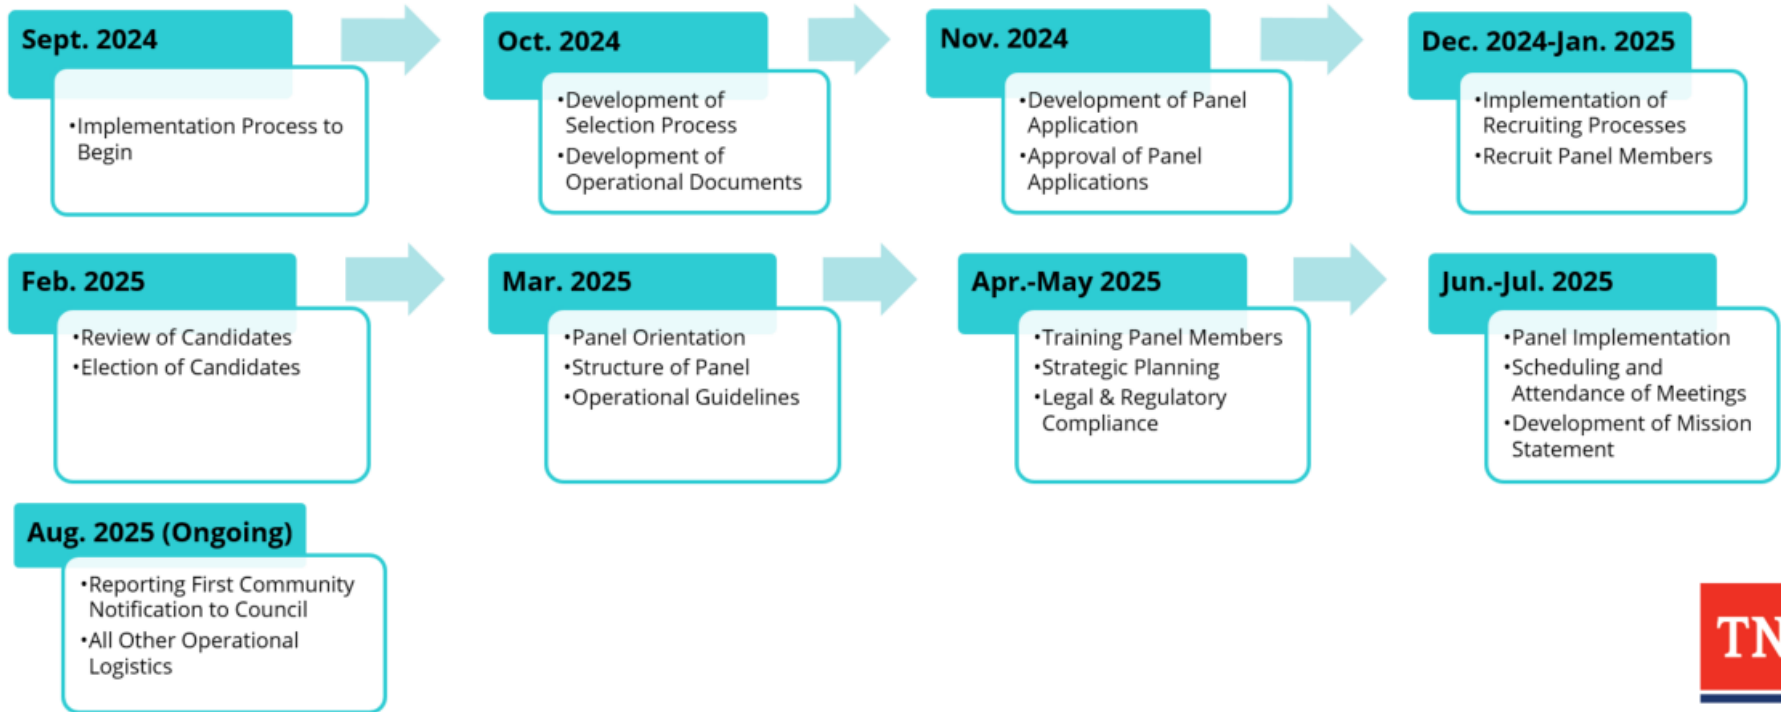 Sept. 2024
•Implementation Process to
Begin
Oct. 2024
•Development of
Selection Process
•Development of
Operational Documents
Nov. 2024
•Development of Panel
Application
•Approval of Panel
Applications
Dec. 2024-Jan. 2025
•Implementation of
Recruiting Processes
•Recruit Panel Members
Feb. 2025
•Review of Candidates
•Election of Candidates
Mar. 2025
•Panel Orientation
•Structure of Panel
•Operational Guidelines
Apr.-May 2025
•Training Panel Members
•Strategic Planning
•Legal & Regulatory
Compliance
Jun.-Jul. 2025
•Panel Implementation
•Scheduling and
Attendance of Meetings
•Development of Mission
Statement
Aug. 2025 (Ongoing)
•Reporting First Community
Notification to Council
•All Other Operational
Logistics
TN